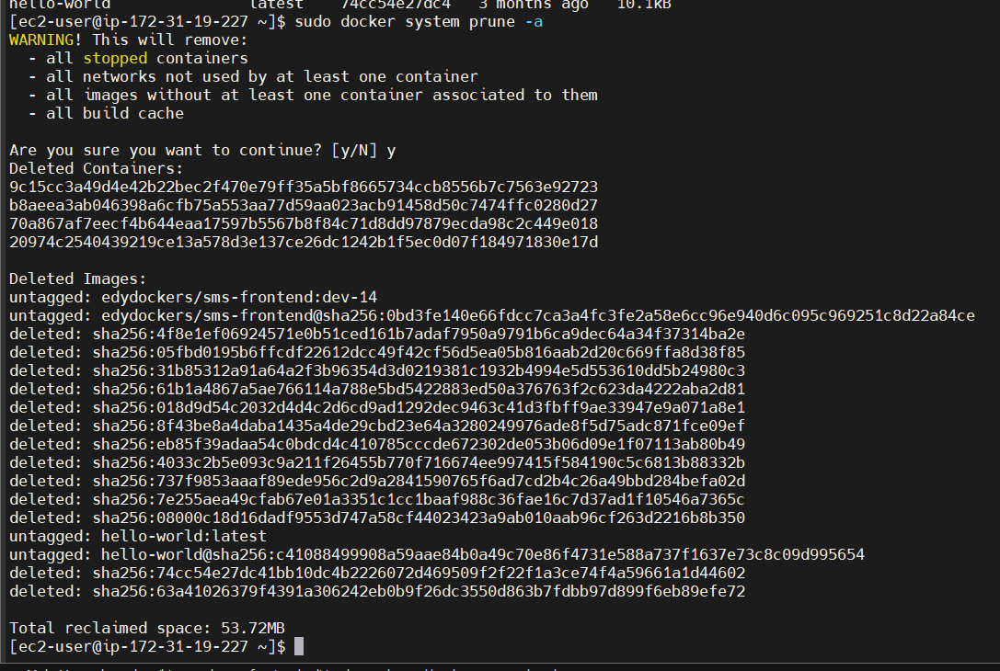 hello-world latest 74cc54e27dc4 3 months ago 10.1kB
[ec2-user@ip-172-31-19-227 ~]$ sudo docker system prune -a
WARNING! This will remove:
  - all stopped containers
  - all networks not used by at least one container
  - all images without at least one container associated to them
  - all build cache

Are you sure you want to continue? [y/N] y
Deleted Containers:
9c15cc3a49d4e42b22bec2f470e79ff35a5bf8665734ccb8556b7c7563e92723
b8aeea3ab046398a6cfb75a553aa77d59aa023acb91458d50c7474ffc0280d27
70a867af7eecf4b644eaa17597b5567b8f84c71d8dd97879ecda98c2c449e018
20974c2540439219ce13a578d3e137ce26dc1242b1f5ec0d07f184971830e17d

Deleted Images:
untagged: edydockers/sms-frontend:dev-14
untagged: edydockers/sms-frontend@sha256:0bd3fe140e66fdcc7ca3a4fc3fe2a58e6cc96e940d6c095c969251c8d22a84ce
deleted: sha256:4f8e1ef06924571e0b51ced161b7adaf7950a9791b6ca9dec64a34f37314ba2e
deleted: sha256:05fbd0195b6ffcdf22612dcc49f42cf56d5ea05b816aab2d20c669ffa8d38f85
deleted: sha256:31b85312a91a64a2f3b96354d3d0219381c1932b4994e5d553610dd5b24980c3
deleted: sha256:61b1a4867a5ae766114a788e5bd5422883ed50a376763f2c623da4222aba2d81
deleted: sha256:018d9d54c2032d4d4c2d6cd9ad1292dec9463c41d3fbff9ae33947e9a071a8e1
deleted: sha256:8f43be8a4daba1435a4de29cbd23e64a3280249976ade8f5d75adc871fce09ef
deleted: sha256:eb85f39adaa54c0bdcd4c410785cccde672302de053b06d09e1f07113ab80b49
deleted: sha256:4033c2b5e093c9a211f26455b770f716674ee997415f584190c5c6813b88332b
deleted: sha256:737f9853aaaf89ede956c2d9a2841590765f6ad7cd2b4c26a49bbd284befa02d
deleted: sha256:7e255aea49cfab67e01a3351c1cc1baaf988c36fae16c7d37ad1f10546a7365c
deleted: sha256:08000c18d16dadf9553d747a58cf44023423a9ab010aab96cf263d2216b8b350
untagged: hello-world:latest
untagged: hello-world@sha256:c41088499908a59aae84b0a49c70e86f4731e588a737f1637e73c8c09d995654
deleted: sha256:74cc54e27dc41bb10dc4b2226072d469509f2f22f1a3ce74f4a59661a1d44602
deleted: sha256:63a41026379f4391a306242eb0b9f26dc3550d863b7fdbb97d899f6eb89efe72

Total reclaimed space: 53.72MB
[ec2-user@ip-172-31-19-227 ~]$